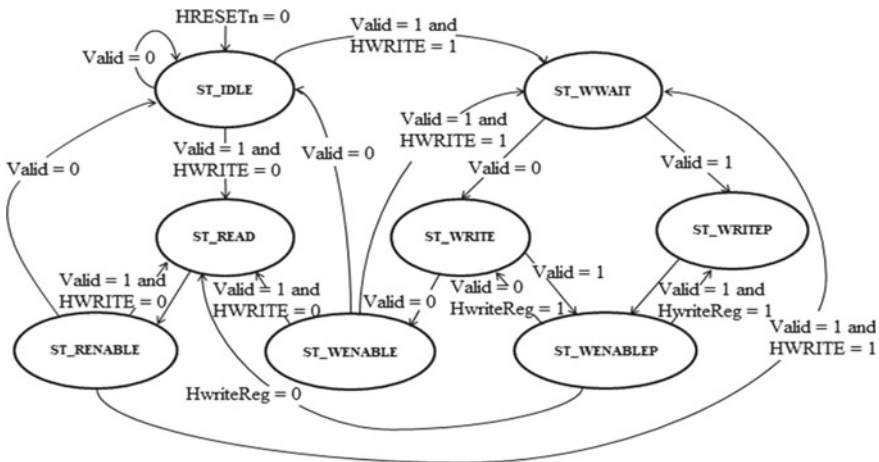 HRESETn = 0
Valid = 1 and
HWRITE = 1
Valid = 0
ST_IDLE
ST_WWAIT
Valid = 1 and
HWRITE = 1
Valid = 0
Valid = 1 and
HWRITE = 0
Valid = 0
Valid = 0
Valid = 1
ST_READ
ST_WRITE
ST_WRITEP
Valid = 1 and
HWRITE = 0
Valid = 1 and
HWRITE = 0
Valid = 0
Valid = 0
HwriteReg = 1
Valid = 1
Valid = 1 and
HwriteReg = 1
Valid = 1 and
HWRITE = 1
ST_RENABLE
ST_WENABLE
ST_WENABLEP
HwriteReg = 0